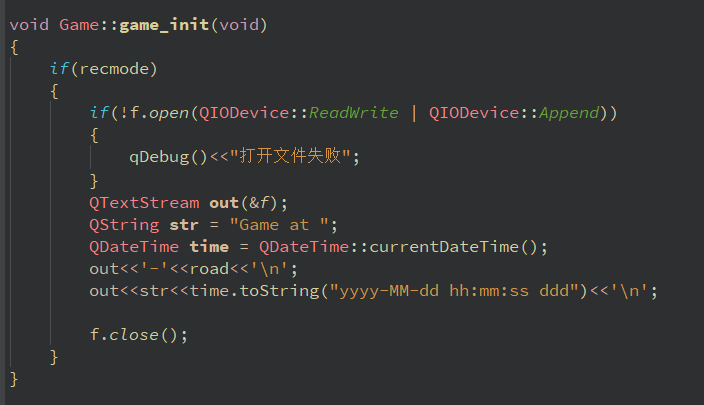 void Game::game_init(void)
{
    if(recmode)
    {
        if(!f.open(QIODevice::ReadWrite | QIODevice::Append))
        {
            qDebug()<<"打开文件失败";
        }
        QTextStream out(&f);
        QString str = "Game at ";
        QDateTime time = QDateTime::currentDateTime();
        out<<'-'<<road<<'\n';
        out<<str<<time.toString("yyyy-MM-dd hh:mm:ss ddd")<<'\n';

        f.close();
    }
}